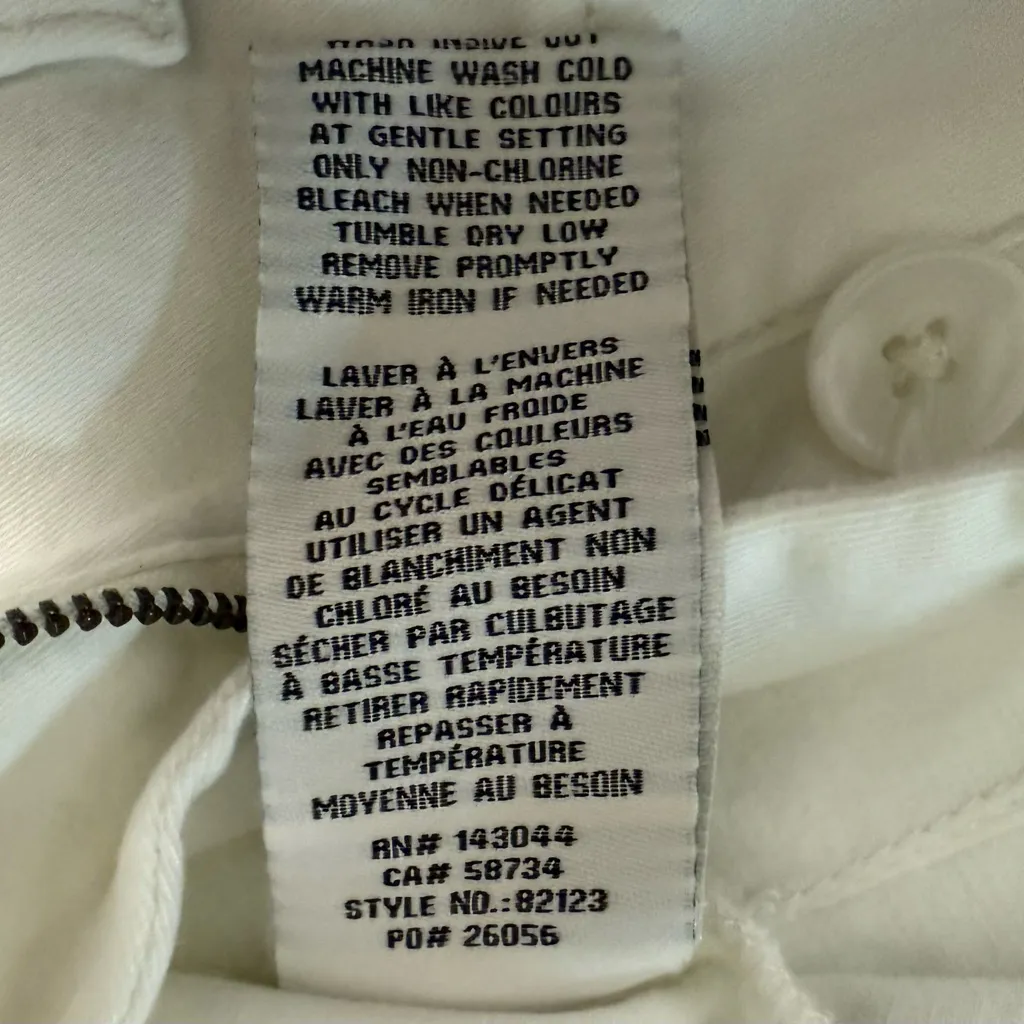 WASH INSIDE OUT
MACHINE WASH COLD
WITH LIKE COLOURS
AT GENTLE SETTING
ONLY NON-CHLORINE
BLEACH WHEN NEEDED
TUMBLE DRY LOW
REMOVE PROMPTLY
WARM IRON IF NEEDED
LAVER À L'ENVERS
LAVER À LA MACHINE
À L'EAU FROIDE
AVEC DES COULEURS
SEMBLABLES
AU CYCLE DÉLICAT
UTILISER UN AGENT
DE BLANCHIMENT NON
CHLORÉ AU BESOIN
SÉCHER PAR CULBUTAGE
À BASSE TEMPÉRATURE
RETIRER RAPIDEMENT
REPASSER À
TEMPÉRATURE
MOYENNE AU BESOIN
RN# 143044
CA# 58734
STYLE NO.:82123
PO# 26056